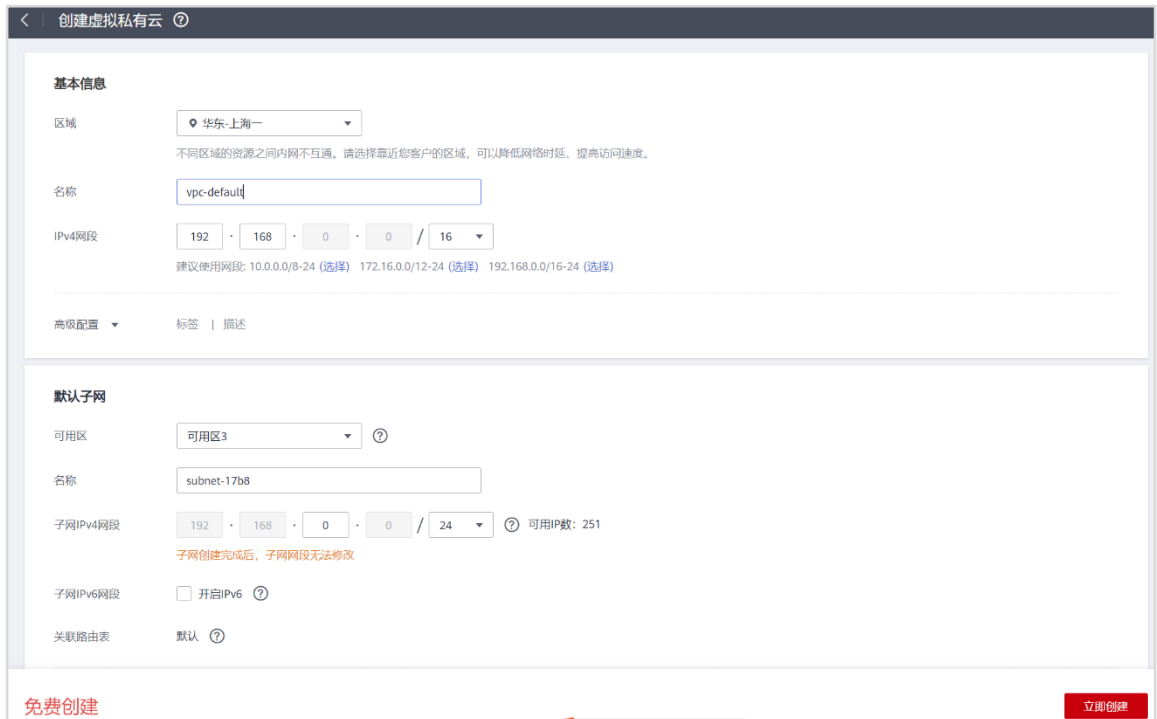 创建虚拟私有云 ?
基本信息
区域 华东-上海一
不同区域的资源之间内网不互通。请选择靠近您客户的区域，可以降低网络时延、提高访问速度。
名称 vpc-default
IPv4网段 192 · 168 · 0 · 0 / 16
建议使用网段: 10.0.0.0/8-24 (选择) 172.16.0.0/12-24 (选择) 192.168.0.0/16-24 (选择)
高级配置 标签 | 描述
默认子网
可用区 可用区3 ?
名称 subnet-17b8
子网IPv4网段 192 · 168 · 0 · 0 / 24 ? 可用IP数：251
子网创建完成后，子网网段无法修改
子网IPv6网段 开启IPv6 ?
关联路由表 默认 ?
免费创建 立即创建